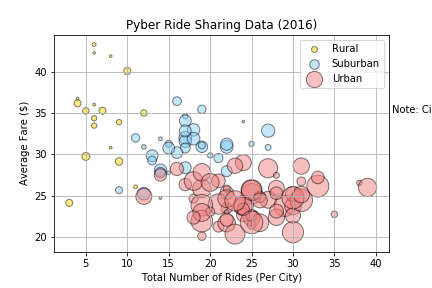 Pyber Ride Sharing Data (2016)
Average Fare ($)
40
35
30
25
20
Rural
Suburban
Urban
Note: Ci
5 10 15 20 25 30 35 40
Total Number of Rides (Per City)